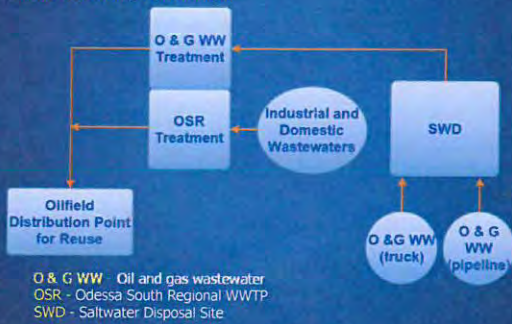 O & G WW
Treatment
OSR
Treatment
Industrial and
Domestic
Wastewaters
SWD
Oilfield
Distribution Point
for Reuse
O &G WW
(truck)
O & G
WW
(pipeline)
O & G WW - Oil and gas wastewater
OSR - Odessa South Regional WWTP
SWD - Saltwater Disposal Site